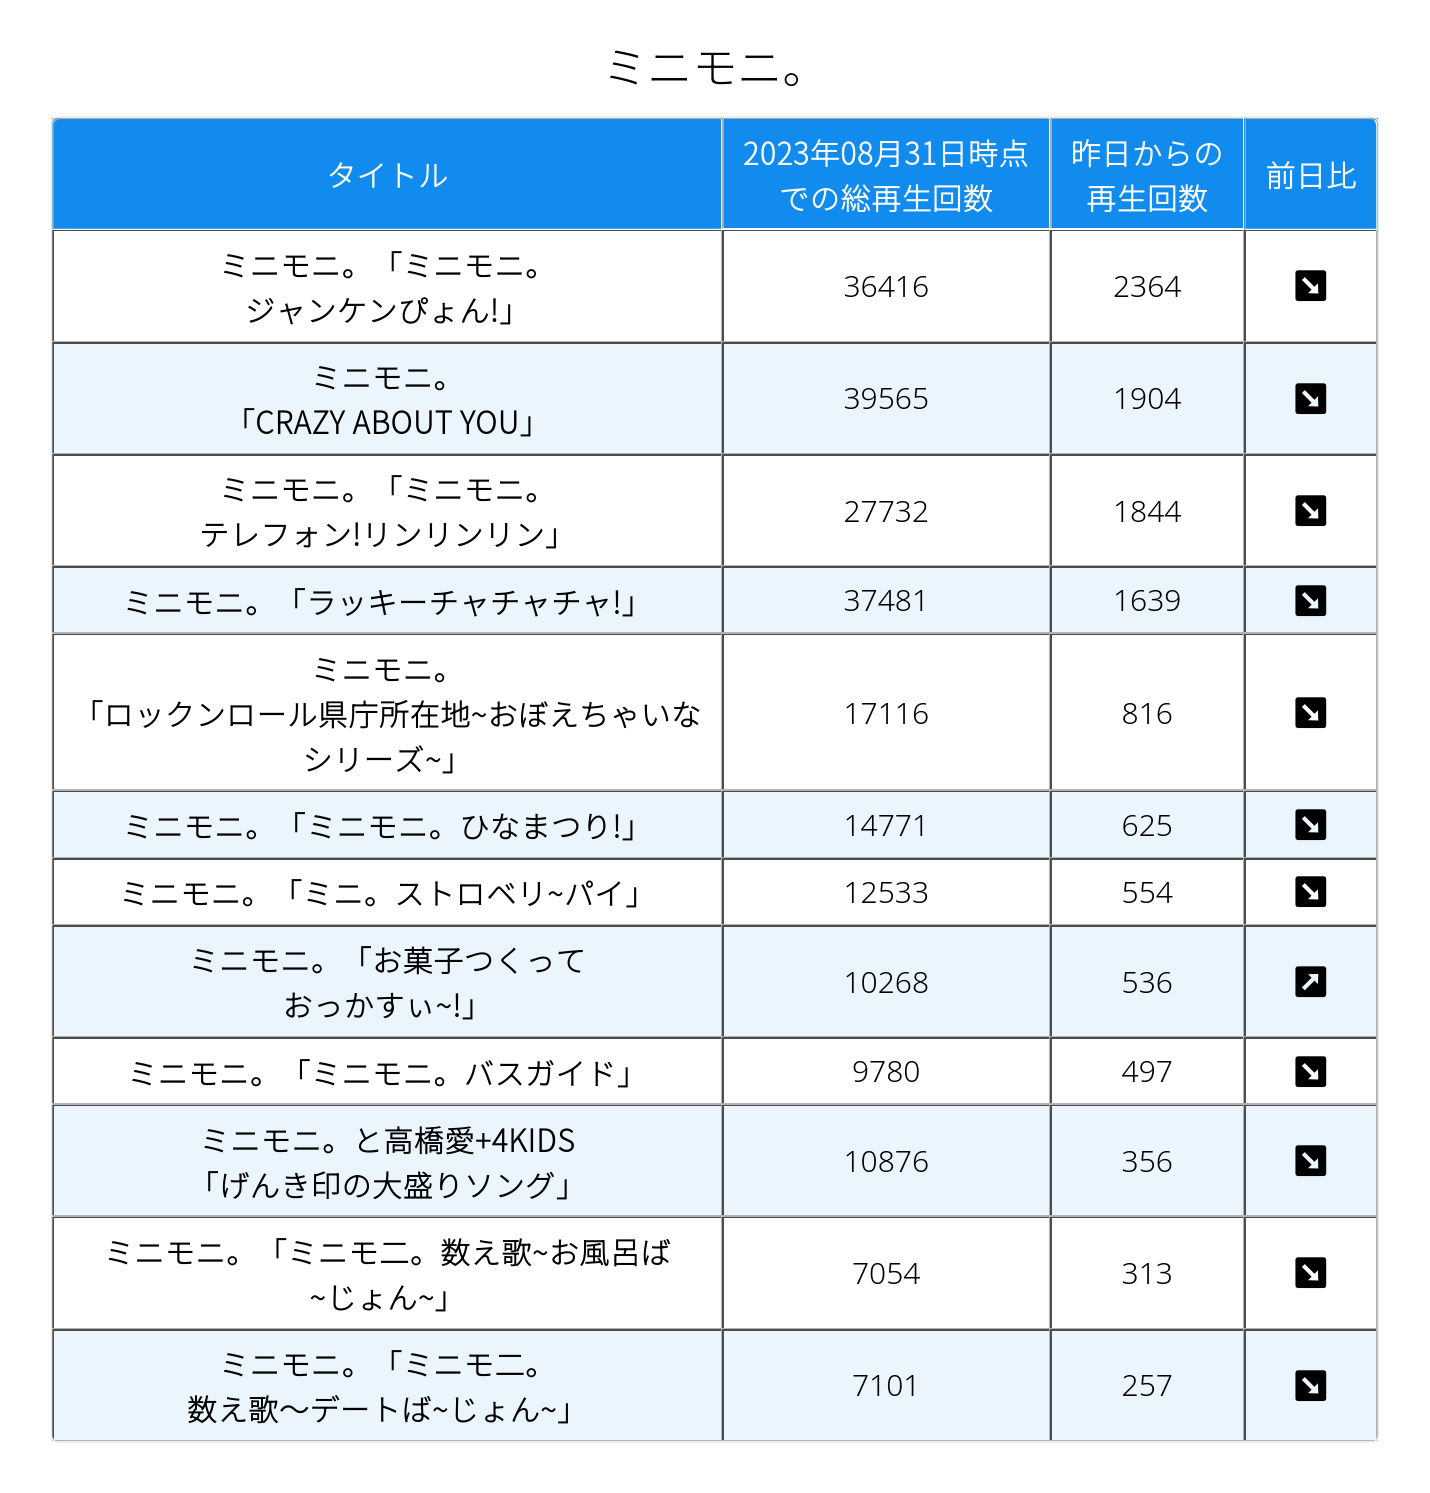 ミニモニ。
タイトル
2023年08月31日時点
での総再生回数
昨日からの
再生回数
前日比
ミニモニ。「ミニモニ。
ジャンケンぴょん!」
36416
2364
↘
ミニモニ。
「CRAZY ABOUT YOU」
39565
1904
↘
ミニモニ。「ミニモニ。
テレフォン!リンリンリン」
27732
1844
↘
ミニモニ。「ラッキーチャチャチャ!」
37481
1639
↘
ミニモニ。
「ロックンロール県庁所在地~おぼえちゃいな
シリーズ~」
17116
816
↘
ミニモニ。「ミニモニ。ひなまつり!」
14771
625
↘
ミニモニ。「ミニ。ストロベリ~パイ」
12533
554
↘
ミニモニ。「お菓子つくって
おっかすぃ~!」
10268
536
↗
ミニモニ。「ミニモニ。バスガイド」
9780
497
↘
ミニモニ。と高橋愛+4KIDS
「げんき印の大盛りソング」
10876
356
↘
ミニモニ。「ミニモ二。数え歌~お風呂ば
~じょん~」
7054
313
↘
ミニモニ。「ミニモ二。
数え歌〜デートば~じょん~」
7101
257
↘